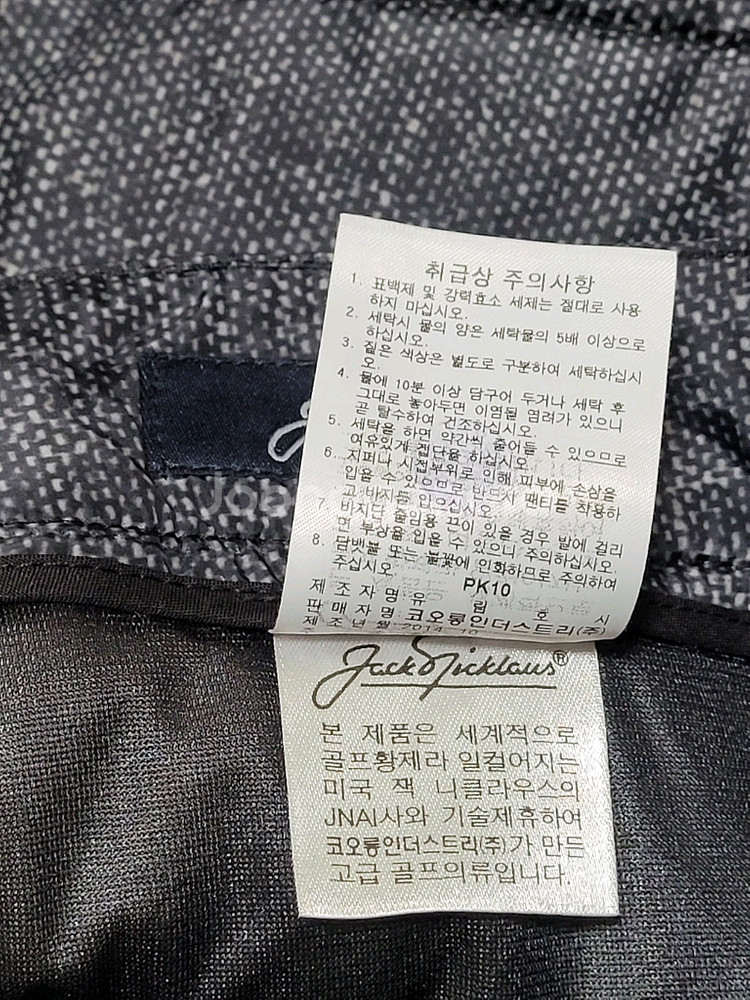 취급상 주의사항
1. 표백제 및 강력효소 세제는 절대로 사용
하지 마십시오.
2. 세탁시 물의 양은 세탁물의 5배 이상으로
하십시오.
3. 짙은 색상은 별도로 구분하여 세탁하십시
오.
4. 물에 10분 이상 담구어 두거나 세탁 후
그대로 놓아두면 이염될 염려가 있으니
곧 탈수하여 건조하십시오.
5. 세탁을 하면 약간씩 줄어들 수 있으므로
여유있게 접단을 하십시오.
6. 지퍼나 시접부위로 인해 피부에 손상을
입을 수 있으므로 반드시 팬티를 착용하
고 바지를 입으십시오.
7. 바지단 줄임용 끈이 있을 경우 발에 걸리
면 부상을 입을 수 있으니 주의하십시오.
8. 담뱃불 또는 불꽃에 인화하므로 주의하여
주십시오.
PK10
제조자명 유 림 호 시
판매자명 코오롱인더스트리(주)
제조년월 2014. 10
Jack Nicklaus®
본 제품은 세계적으로
골프황제라 일컬어지는
미국 잭 니클라우스의
JNAI사와 기술제휴하여
코오롱인더스트리(주)가 만든
고급 골프의류입니다.